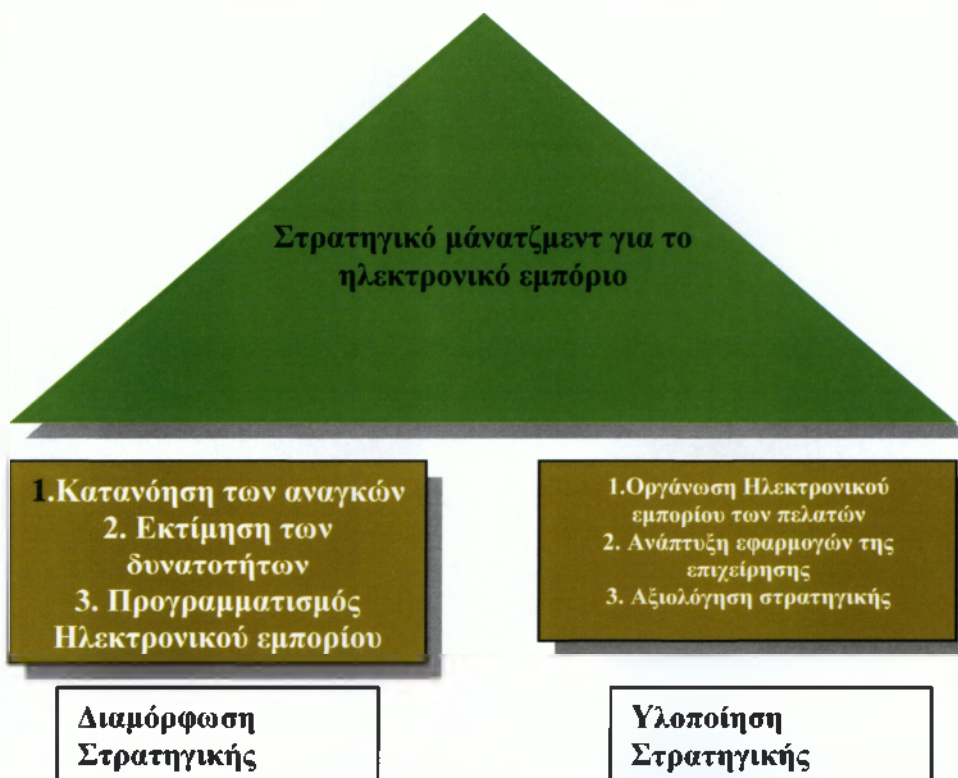 Στρατηγικό μάνατζμεντ για το
ηλεκτρονικό εμπόριο
1.Κατανόηση των αναγκών
2. Εκτίμηση των
δυνατοτήτων
3. Προγραμματισμός
Ηλεκτρονικού εμπορίου
1.Οργάνωση Ηλεκτρονικού
εμπορίου των πελατών
2. Ανάπτυξη εφαρμογών της
επιχείρησης
3. Αξιολόγηση στρατηγικής
Διαμόρφωση
Στρατηγικής
Υλοποίηση
Στρατηγικής